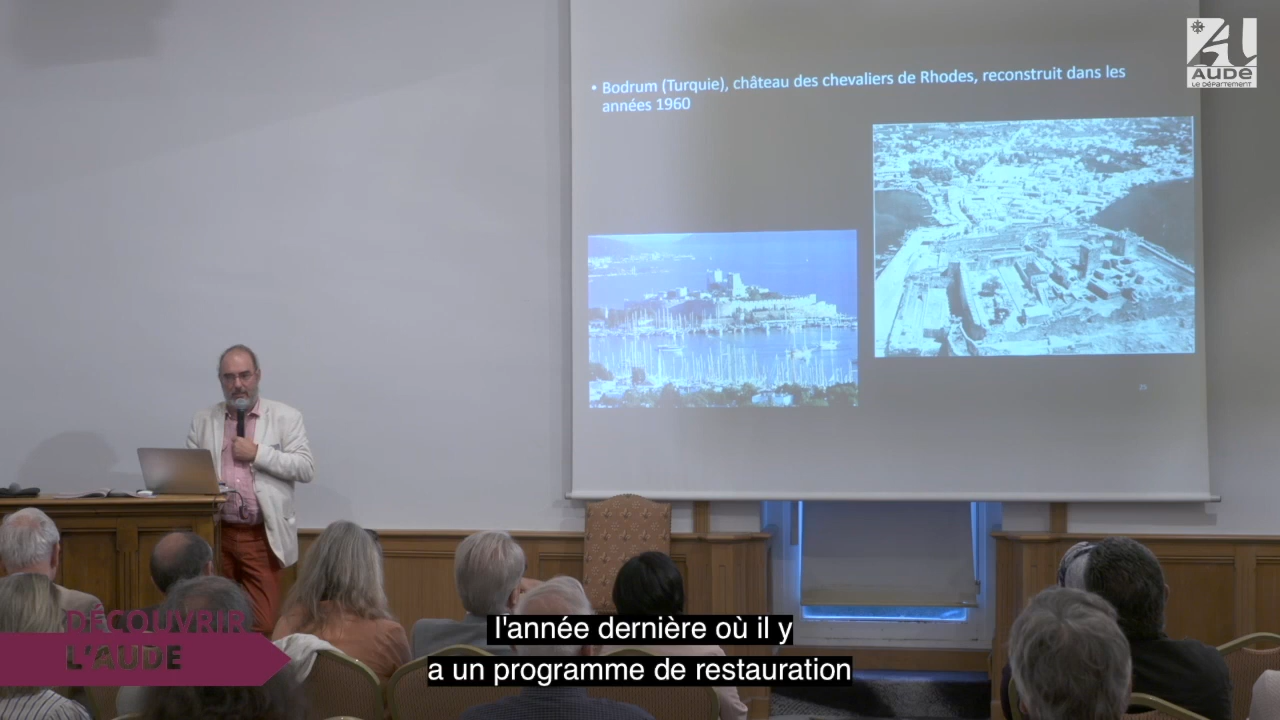 AUDE
LE DÉPARTEMENT
• Bodrum (Turquie), château des chevaliers de Rhodes, reconstruit dans les
années 1960
25
DÉCOUVRIR
L'AUDE
l'année dernière où il y
a un programme de restauration